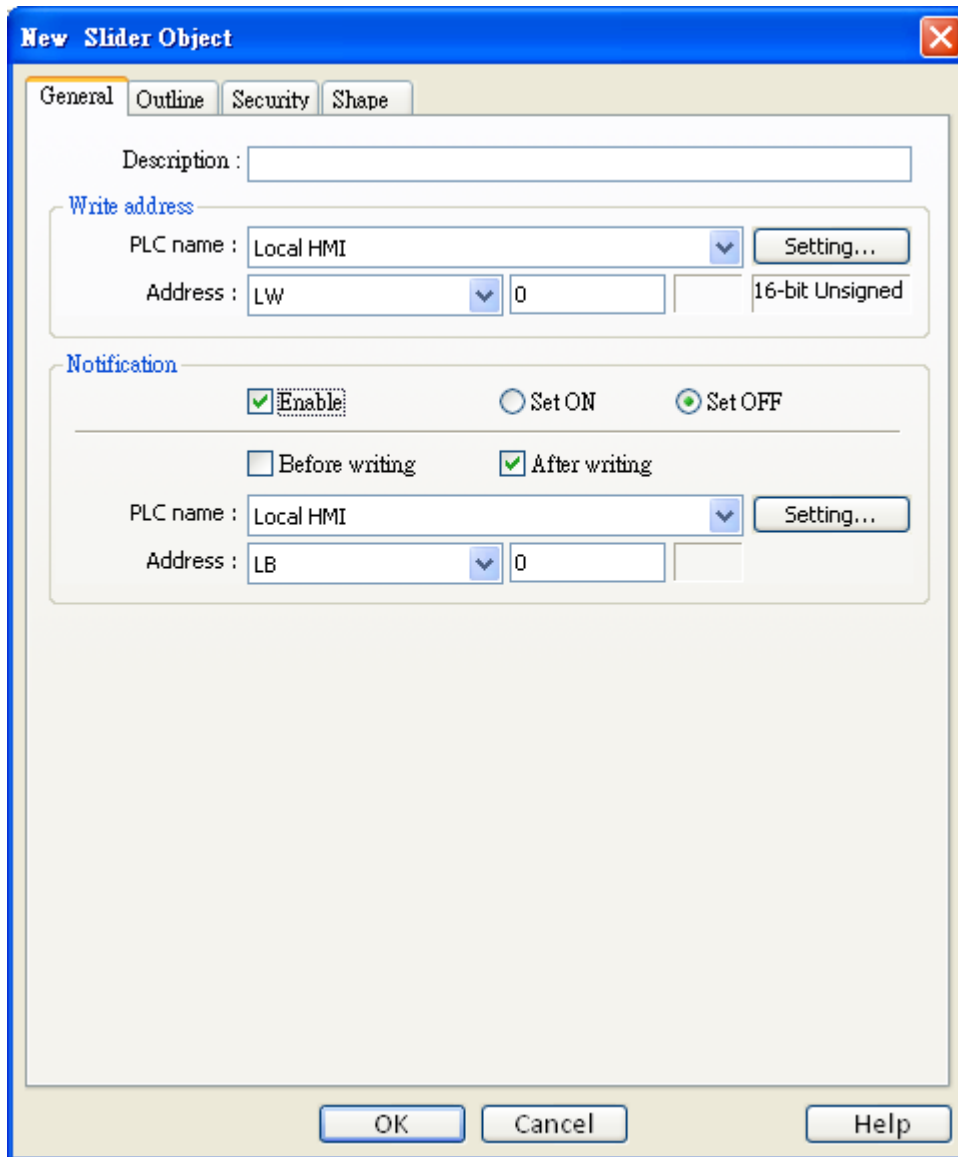 New Slider Object
General Outline Security Shape
Description :
Write address
PLC name : Local HMI Setting...
Address : LW 0 16-bit Unsigned
Notification
Enable Set ON Set OFF
Before writing After writing
PLC name : Local HMI Setting...
Address : LB 0
OK Cancel Help